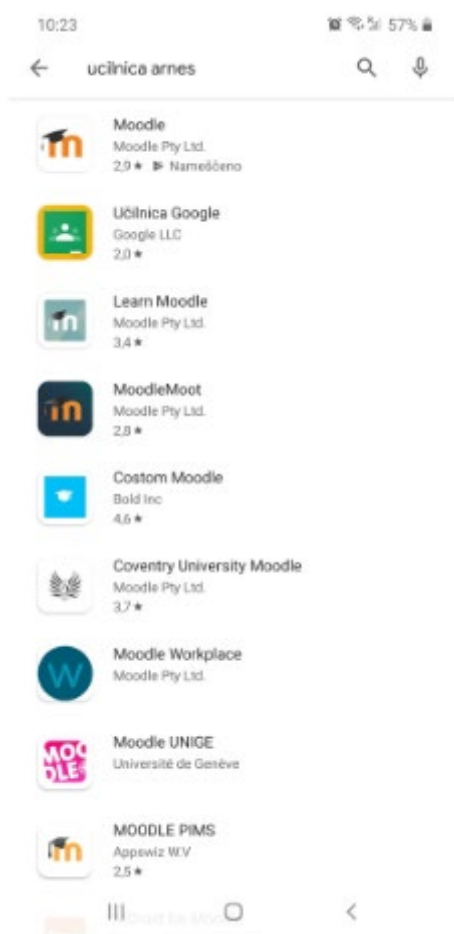 10:23
57%
ucilnica arnes
Moodle
Moodle Pty Ltd.
2,9 ★ Nameščeno
Učilnica Google
Google LLC
2,0 ★
Learn Moodle
Moodle Pty Ltd.
3,4 ★
MoodleMoot
Moodle Pty Ltd.
2,8 ★
Costom Moodle
Bold Inc
4,6 ★
Coventry University Moodle
Moodle Pty Ltd.
3,7 ★
W
Moodle Workplace
Moodle Pty Ltd.
MOO
DLE
Moodle UNIGE
Université de Genève
MOODLE PIMS
Appswiz W.V
2,5 ★